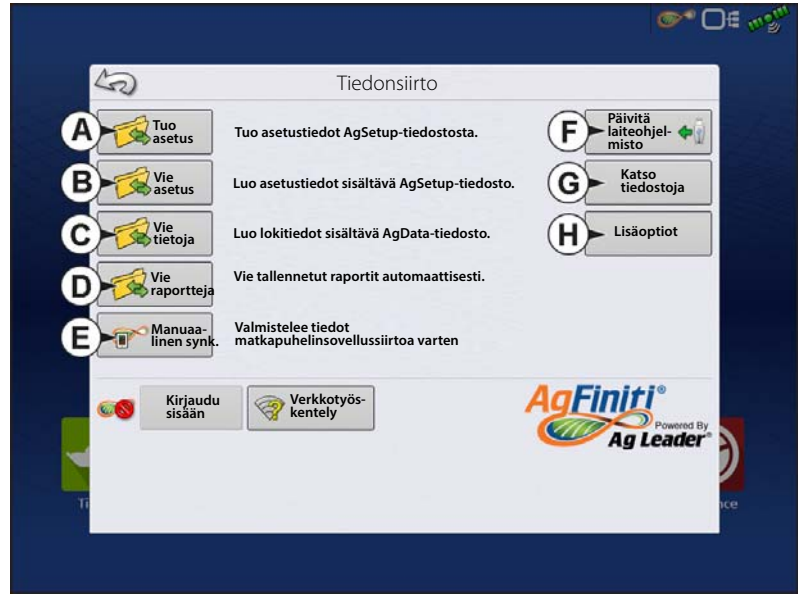 Tiedonsiirto
A
Tuo
asetus
Tuo asetustiedot AgSetup-tiedostosta.
B
Vie
asetus
Luo asetustiedot sisältävä AgSetup-tiedosto.
C
Vie
tietoja
Luo lokitiedot sisältävä AgData-tiedosto.
D
Vie
raportteja
Vie tallennetut raportit automaattisesti.
E
Manuaa-
linen synk.
Valmistelee tiedot
matkapuhelinsovellussiirtoa varten
F
Päivitä
laiteohjel-
misto
G
Katso
tiedostoja
H
Lisäoptiot
Kirjaudu
sisään
Verkkotyös-
kentely
AgFiniti®
Powered By
Ag Leader®
Ti
nce